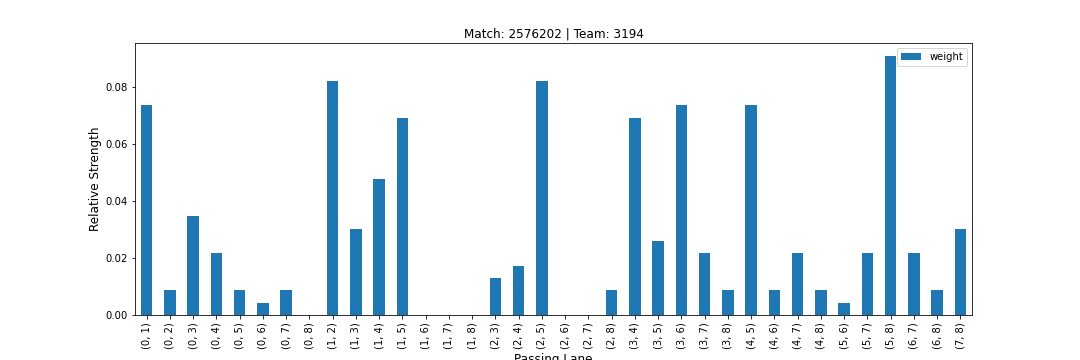 Match: 2576202 | Team: 3194
weight
Relative Strength
0.08
0.06
0.04
0.02
0.00
(0, 1) (0, 2) (0, 3) (0, 4) (0, 5) (0, 6) (0, 7) (0, 8) (1, 2) (1, 3) (1, 4) (1, 5) (1, 6) (1, 7) (1, 8) (2, 3) (2, 4) (2, 5) (2, 6) (2, 7) (2, 8) (3, 4) (3, 5) (3, 6) (3, 7) (3, 8) (4, 5) (4, 6) (4, 7) (4, 8) (5, 6) (5, 7) (5, 8) (6, 7) (6, 8) (7, 8)
Passing Lane